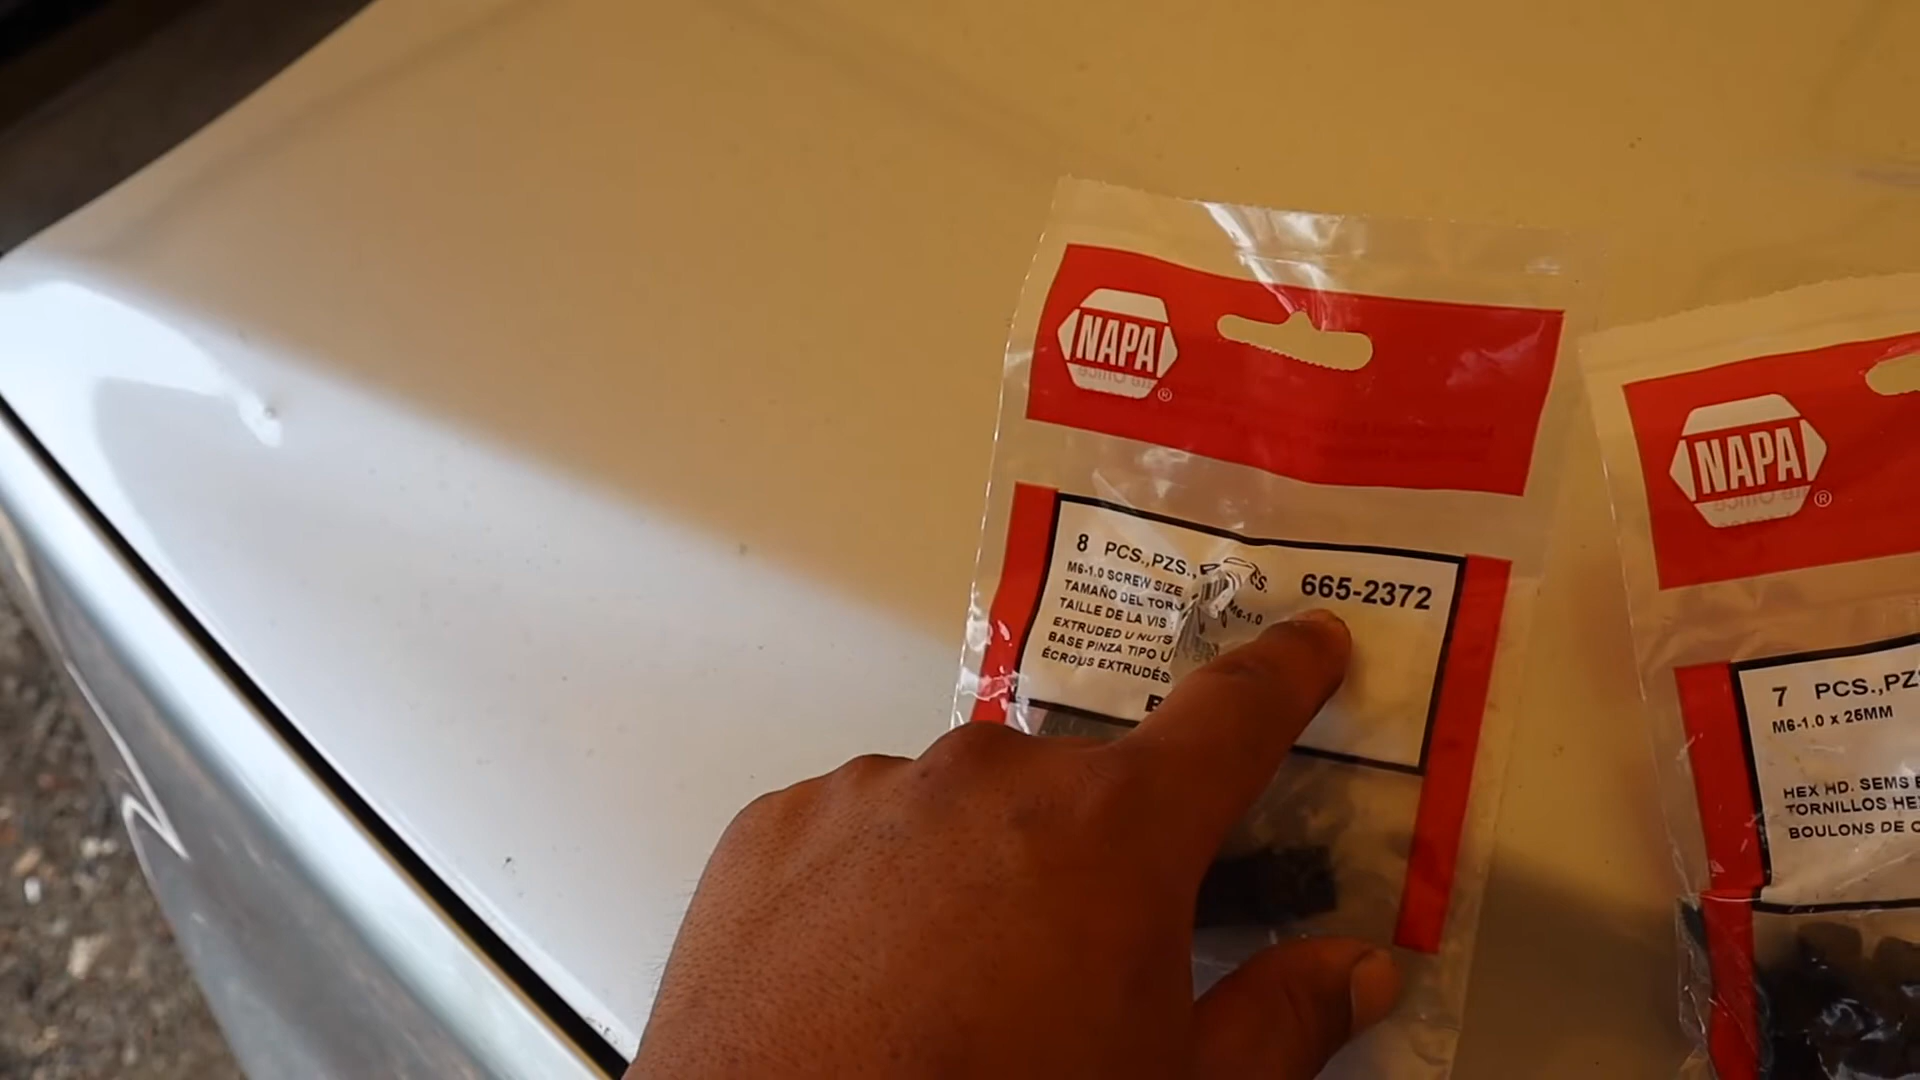 NAPA
®
8 PCS.,PZS.,
665-2372
M6-1.0 SCREW SIZE
M6-1.0
TAMAÑO DEL
TAILLE DE LA VIS
EXTRUDED U NUTS
BASE PINZA TIPO U
ÉCROUS EXTRUDÉS
NAPA
®
7 PCS.,PZ
M6-1.0 x 25MM
HEX HD. SEMS
TORNILLOS HE
BOULONS DE